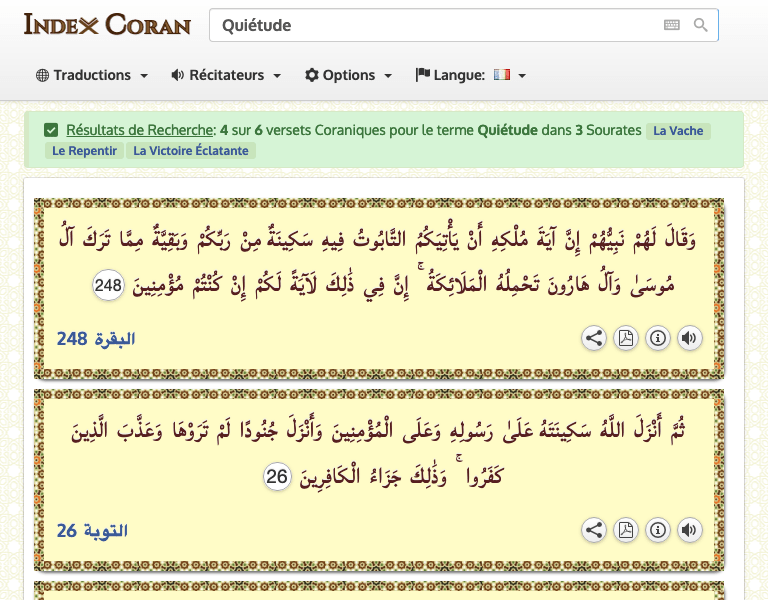 Index Coran
Quiétude
Traductions Récitateurs Options Langue:
Résultats de Recherche: 4 sur 6 versets Coraniques pour le terme Quiétude dans 3 Sourates La Vache
Le Repentir La Victoire Éclatante
وَقَالَ لَهُمْ نَبِيُّهُمْ إِنَّ آيَةَ مُلْكِهِ أَنْ يَأْتِيَكُمُ التَّابُوتُ فِيهِ سَكِينَةٌ مِنْ رَبِّكُمْ وَبَقِيَّةٌ مِمَّا تَرَكَ آلُ
مُوسَىٰ وَآلُ هَارُونَ تَحْمِلُهُ الْمَلَائِكَةُ ۚ إِنَّ فِي ذَٰلِكَ لَآيَةً لَكُمْ إِنْ كُنْتُمْ مُؤْمِنِينَ 248
البقرة 248
ثُمَّ أَنْزَلَ اللَّهُ سَكِينَتَهُ عَلَىٰ رَسُولِهِ وَعَلَى الْمُؤْمِنِينَ وَأَنْزَلَ جُنُودًا لَمْ تَرَوْهَا وَعَذَّبَ الَّذِينَ
كَفَرُوا ۚ وَذَٰلِكَ جَزَاءُ الْكَافِرِينَ 26
التوبة 26